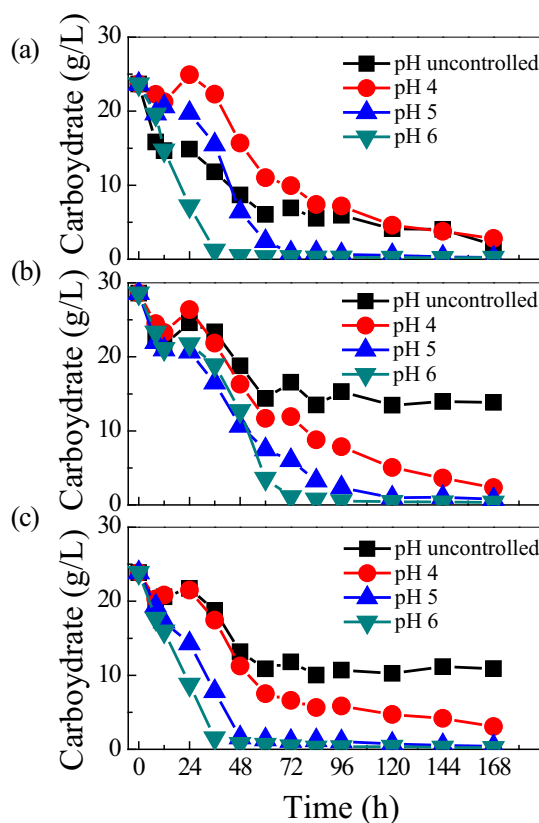 (a)
Carboydrate (g/L)
30
20
10
0
pH uncontrolled
pH 4
pH 5
pH 6
(b)
Carboydrate (g/L)
30
20
10
0
pH uncontrolled
pH 4
pH 5
pH 6
(c)
Carboydrate (g/L)
30
20
10
0
pH uncontrolled
pH 4
pH 5
pH 6
0 24 48 72 96 120 144 168
Time (h)